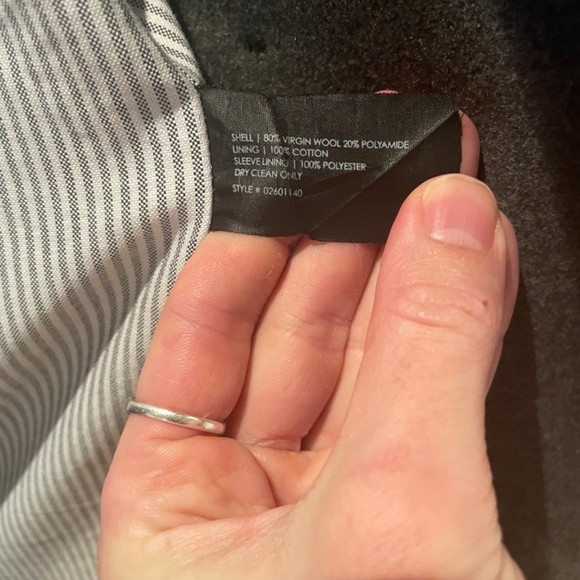 SHELL | 80% VIRGIN WOOL 20% POLYAMIDE
LINING | 100% COTTON
SLEEVE LINING | 100% POLYESTER
DRY CLEAN ONLY
STYLE # 02601140